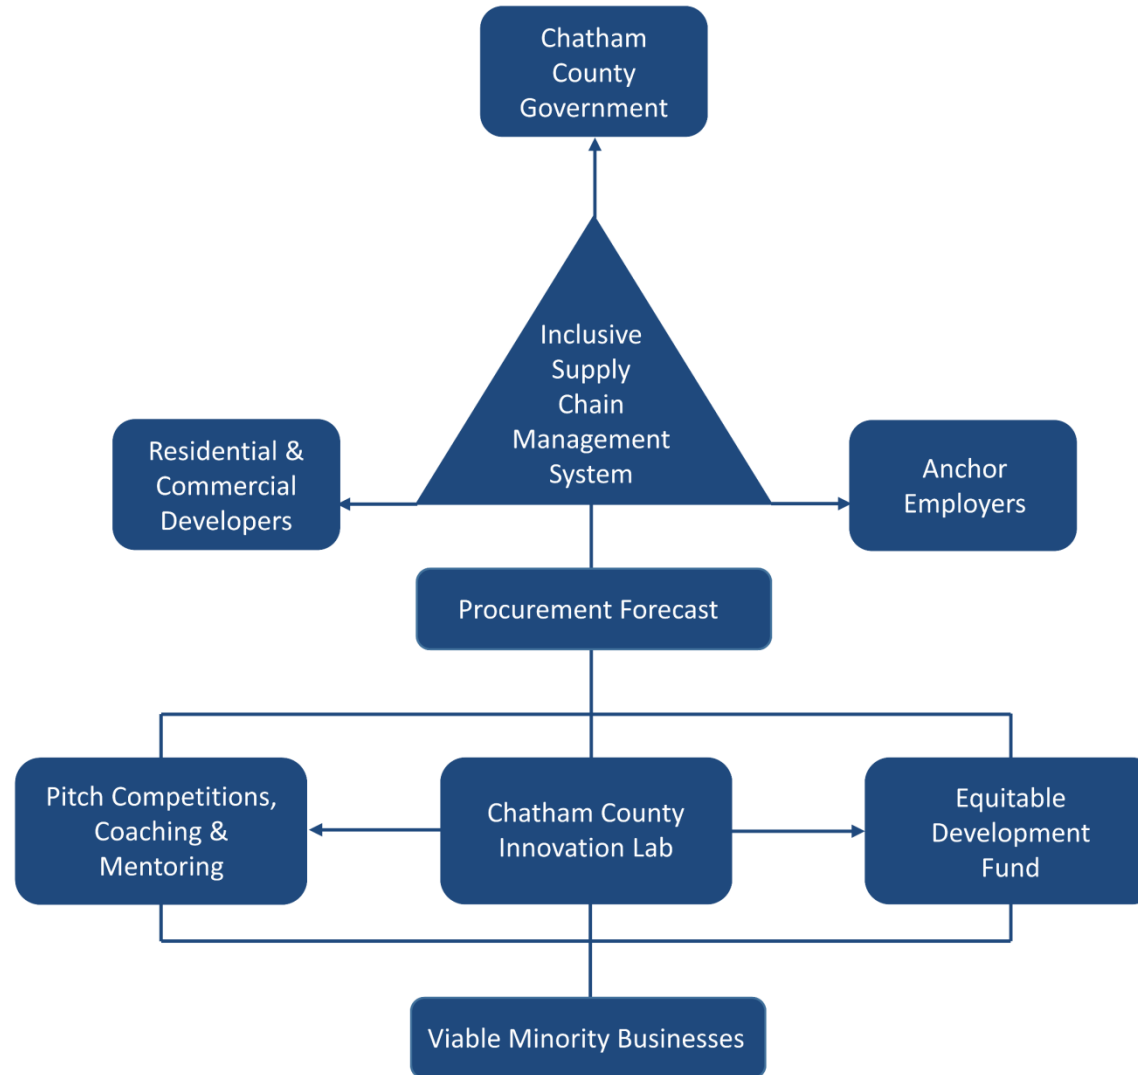 Chatham
County
Government
Inclusive
Supply
Chain
Management
System
Residential &
Commercial
Developers
Anchor
Employers
Procurement Forecast
Pitch Competitions,
Coaching &
Mentoring
Chatham County
Innovation Lab
Equitable
Development
Fund
Viable Minority Businesses